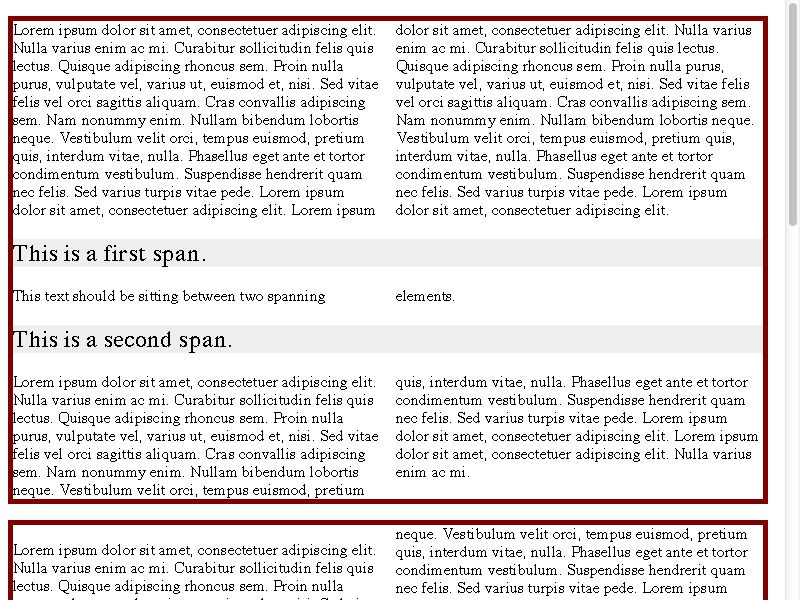 Lorem ipsum dolor sit amet, consectetuer adipiscing elit.
Nulla varius enim ac mi. Curabitur sollicitudin felis quis
lectus. Quisque adipiscing rhoncus sem. Proin nulla
purus, vulputate vel, varius ut, euismod et, nisi. Sed vitae
felis vel orci sagittis aliquam. Cras convallis adipiscing
sem. Nam nonummy enim. Nullam bibendum lobortis
neque. Vestibulum velit orci, tempus euismod, pretium
quis, interdum vitae, nulla. Phasellus eget ante et tortor
condimentum vestibulum. Suspendisse hendrerit quam
nec felis. Sed varius turpis vitae pede. Lorem ipsum
dolor sit amet, consectetuer adipiscing elit. Lorem ipsum
dolor sit amet, consectetuer adipiscing elit. Nulla varius
enim ac mi. Curabitur sollicitudin felis quis lectus.
Quisque adipiscing rhoncus sem. Proin nulla purus,
vulputate vel, varius ut, euismod et, nisi. Sed vitae felis
vel orci sagittis aliquam. Cras convallis adipiscing sem.
Nam nonummy enim. Nullam bibendum lobortis neque.
Vestibulum velit orci, tempus euismod, pretium quis,
interdum vitae, nulla. Phasellus eget ante et tortor
condimentum vestibulum. Suspendisse hendrerit quam
nec felis. Sed varius turpis vitae pede. Lorem ipsum
dolor sit amet, consectetuer adipiscing elit.
This is a first span.
This text should be sitting between two spanning
elements.
This is a second span.
Lorem ipsum dolor sit amet, consectetuer adipiscing elit.
Nulla varius enim ac mi. Curabitur sollicitudin felis quis
lectus. Quisque adipiscing rhoncus sem. Proin nulla
purus, vulputate vel, varius ut, euismod et, nisi. Sed vitae
felis vel orci sagittis aliquam. Cras convallis adipiscing
sem. Nam nonummy enim. Nullam bibendum lobortis
neque. Vestibulum velit orci, tempus euismod, pretium
quis, interdum vitae, nulla. Phasellus eget ante et tortor
condimentum vestibulum. Suspendisse hendrerit quam
nec felis. Sed varius turpis vitae pede. Lorem ipsum
dolor sit amet, consectetuer adipiscing elit. Lorem ipsum
dolor sit amet, consectetuer adipiscing elit. Nulla varius
enim ac mi.
Lorem ipsum dolor sit amet, consectetuer adipiscing elit.
Nulla varius enim ac mi. Curabitur sollicitudin felis quis
lectus. Quisque adipiscing rhoncus sem. Proin nulla
neque. Vestibulum velit orci, tempus euismod, pretium
quis, interdum vitae, nulla. Phasellus eget ante et tortor
condimentum vestibulum. Suspendisse hendrerit quam
nec felis. Sed varius turpis vitae pede. Lorem ipsum